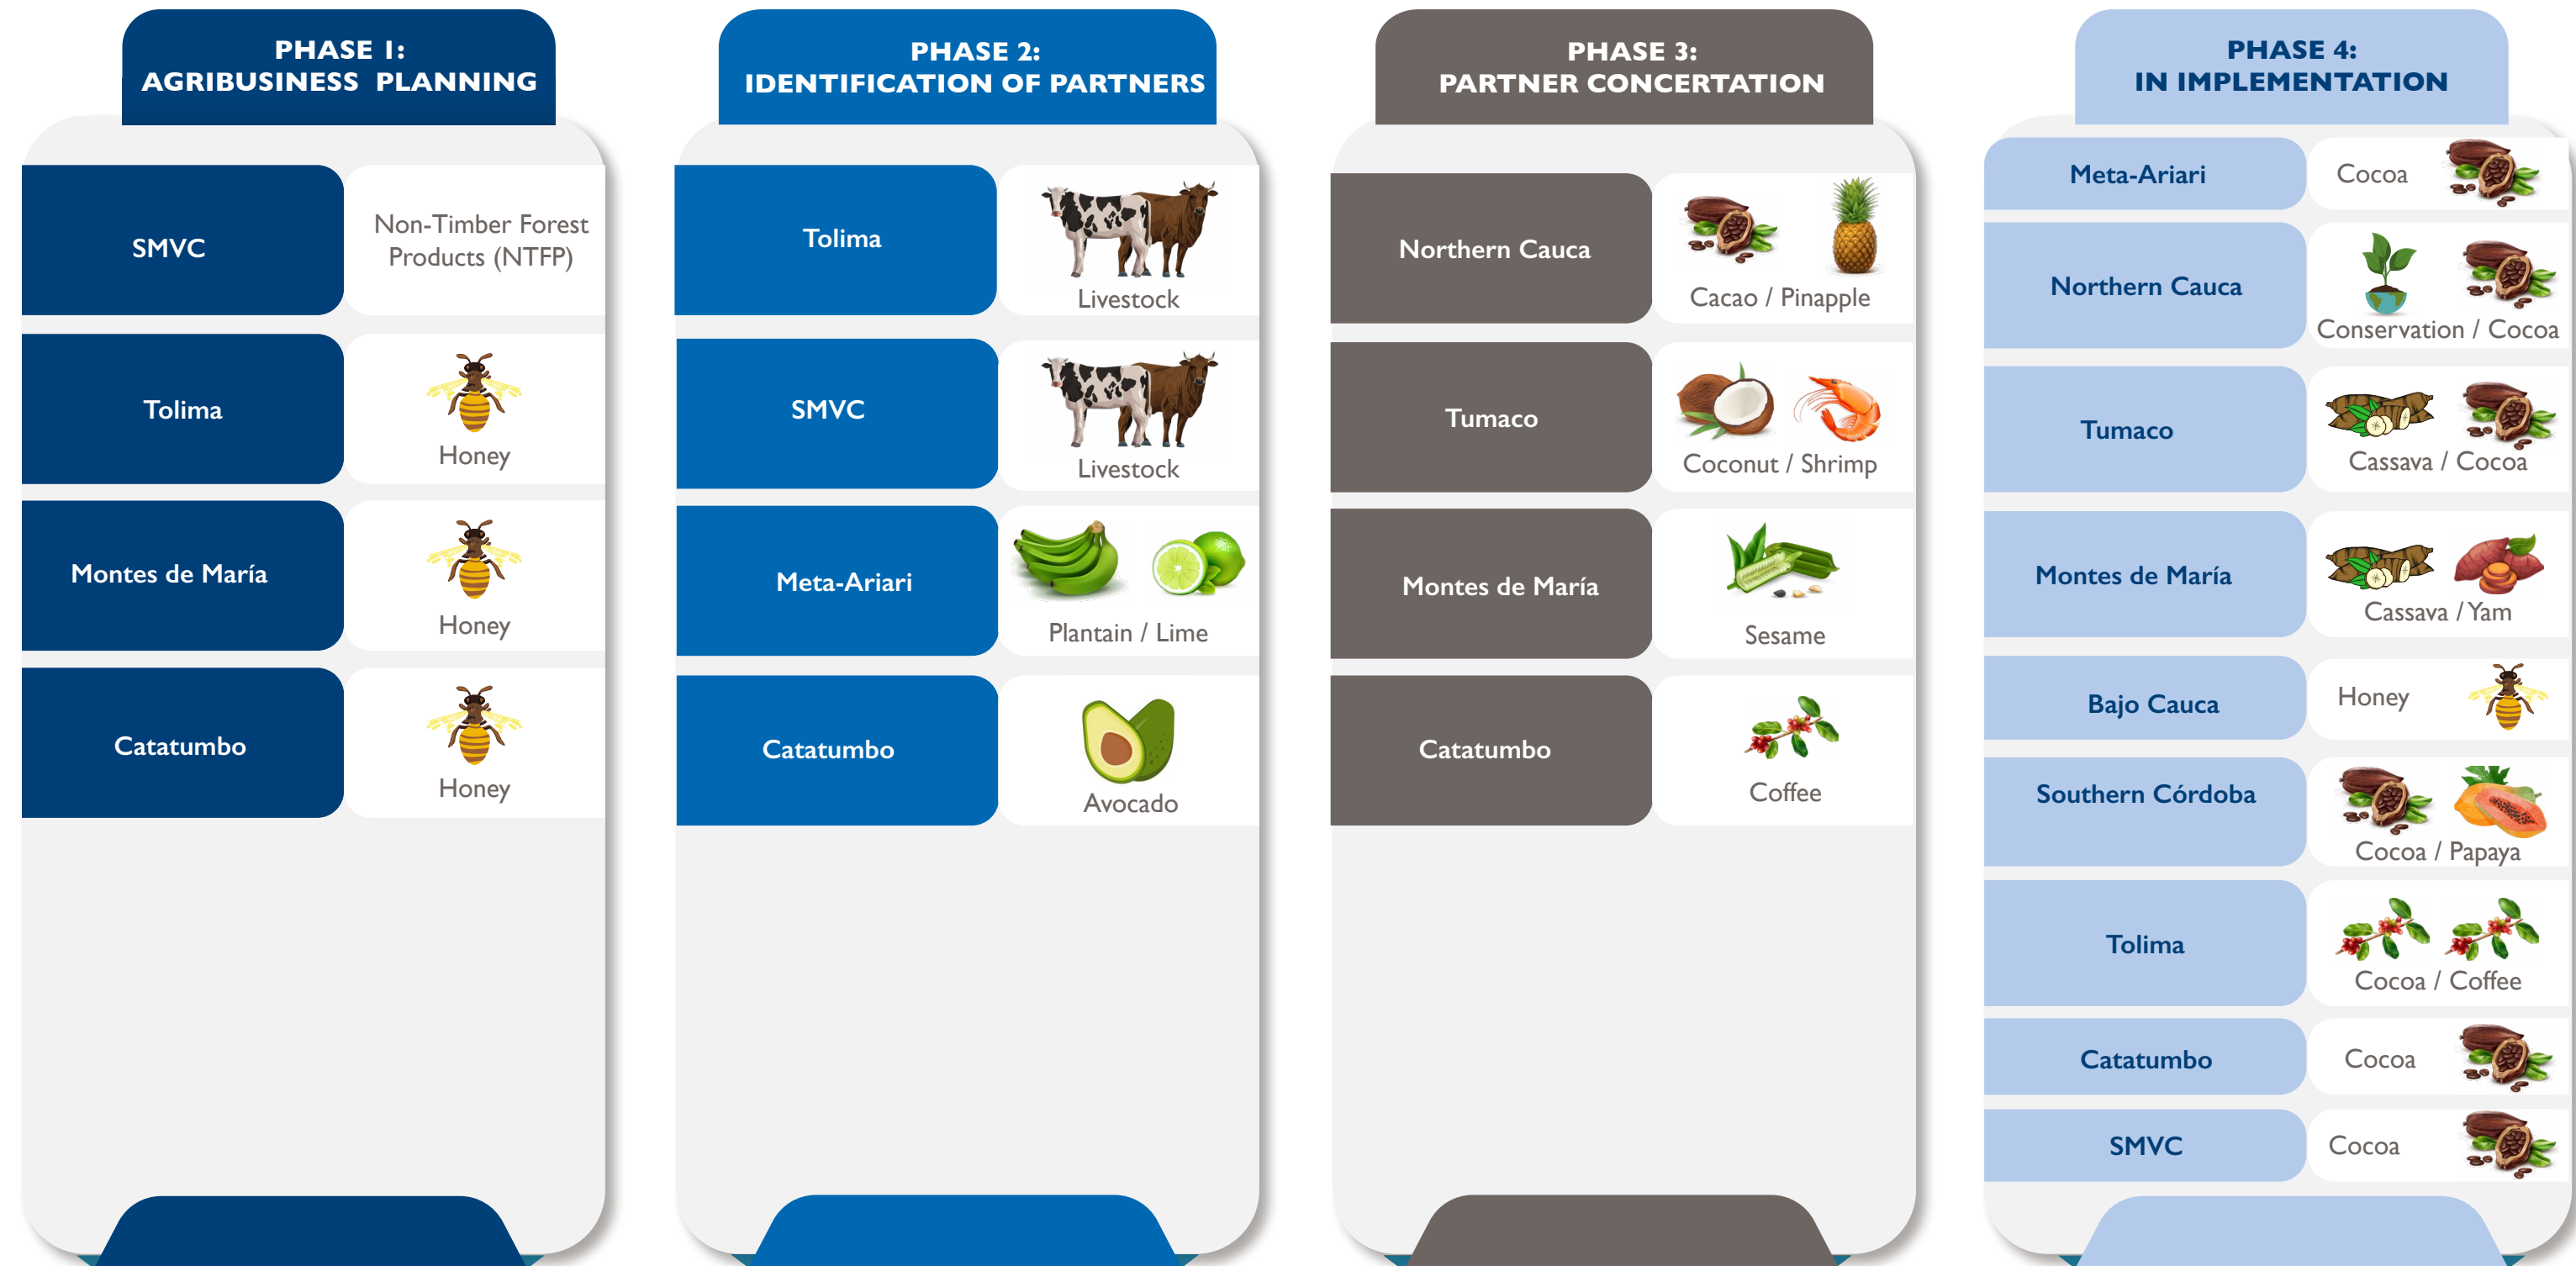 PHASE 1:
AGRIBUSINESS PLANNING
SMVC
Non-Timber Forest
Products (NTFP)
Tolima
Honey
Montes de María
Honey
Catatumbo
Honey
PHASE 2:
IDENTIFICATION OF PARTNERS
Tolima
Livestock
SMVC
Livestock
Meta-Ariari
Plantain / Lime
Catatumbo
Avocado
PHASE 3:
PARTNER CONCERTATION
Northern Cauca
Cacao / Pinapple
Tumaco
Coconut / Shrimp
Montes de María
Sesame
Catatumbo
Coffee
PHASE 4:
IN IMPLEMENTATION
Meta-Ariari
Cocoa
Northern Cauca
Conservation / Cocoa
Tumaco
Cassava / Cocoa
Montes de María
Cassava / Yam
Bajo Cauca
Honey
Southern Córdoba
Cocoa / Papaya
Tolima
Cocoa / Coffee
Catatumbo
Cocoa
SMVC
Cocoa